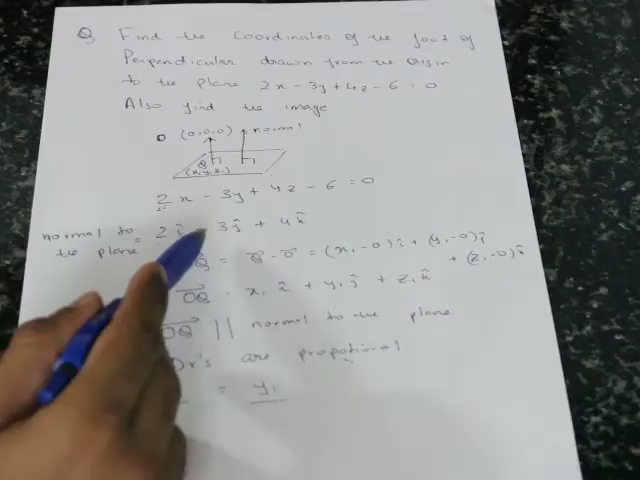 Q Find the coordinates of the foot of
Perpendicular drawn from the origin
to the plane 2x - 3y + 4z - 6 = 0
Also find the image
O (0,0,0) normal
Q
(x₁y₁z₁)
2x - 3y + 4z - 6 = 0
normal to the plane = 2î - 3ĵ + 4k̂
Q = Q - O = (x₁-0)î + (y₁-0)ĵ + (z₁-0)k̂
OQ = x₁î + y₁ĵ + z₁k̂
OQ || normal to the plane
Dr's are propotional
= y₁